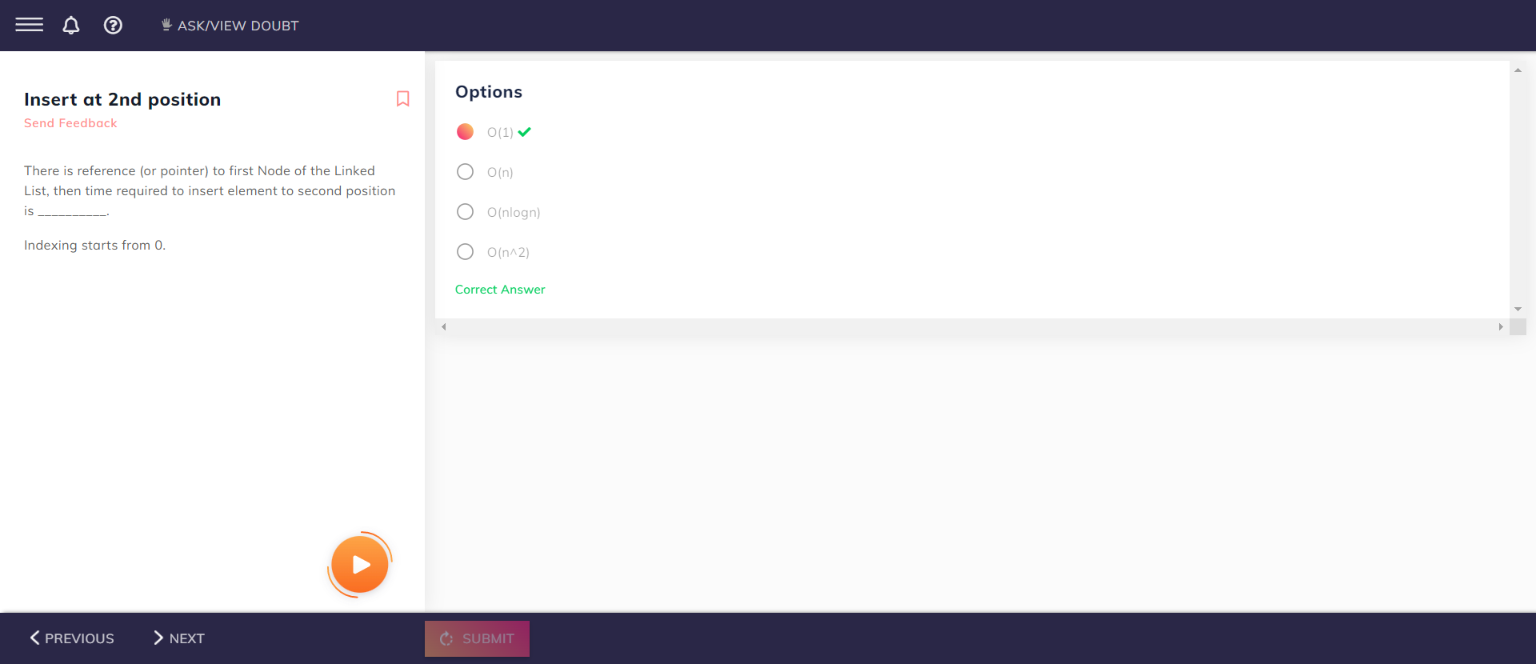 ASK/VIEW DOUBT
Insert at 2nd position
Send Feedback
There is reference (or pointer) to first Node of the Linked
List, then time required to insert element to second position
is __________.
Indexing starts from 0.
Options
O(1)
O(n)
O(nlogn)
O(n^2)
Correct Answer
PREVIOUS
NEXT
SUBMIT